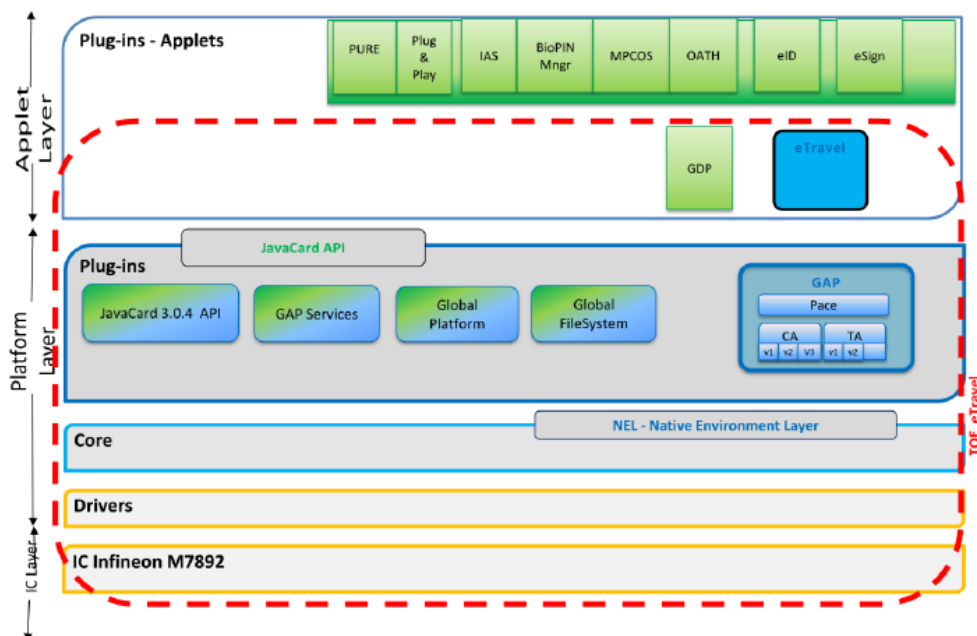 Applet Layer
Plug-ins - Applets
PURE
Plug
&
Play
IAS
BioPIN
Mngr
MPCOS
OATH
eID
eSign
GDP
eTravel
Platform Layer
JavaCard API
Plug-ins
JavaCard 3.0.4 API
GAP Services
Global
Platform
Global
FileSystem
GAP
Pace
CA
TA
v1 v2 V3 v1 v2
TOE_eTravel
NEL - Native Environment Layer
Core
Drivers
IC Layer
IC Infineon M7892